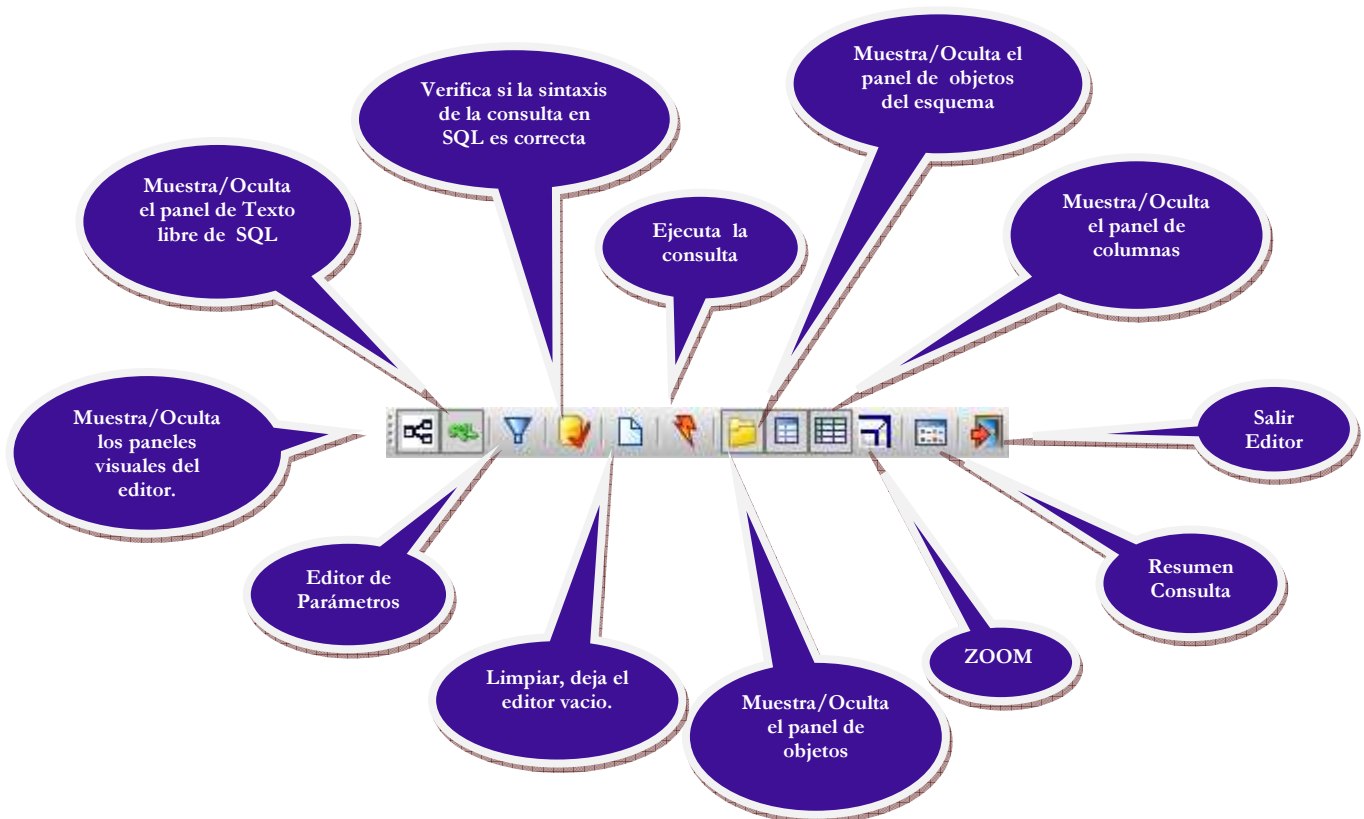 Muestra/Oculta el
panel de objetos
del esquema
Verifica si la sintaxis
de la consulta en
SQL es correcta
Muestra/Oculta
el panel de Texto
libre de SQL
Muestra/Oculta
el panel de
columnas
Ejecuta la
consulta
Muestra/Oculta
los paneles
visuales del
editor.
Salir
Editor
Editor de
Parámetros
Resumen
Consulta
ZOOM
Limpiar, deja el
editor vacio.
Muestra/Oculta
el panel de
objetos